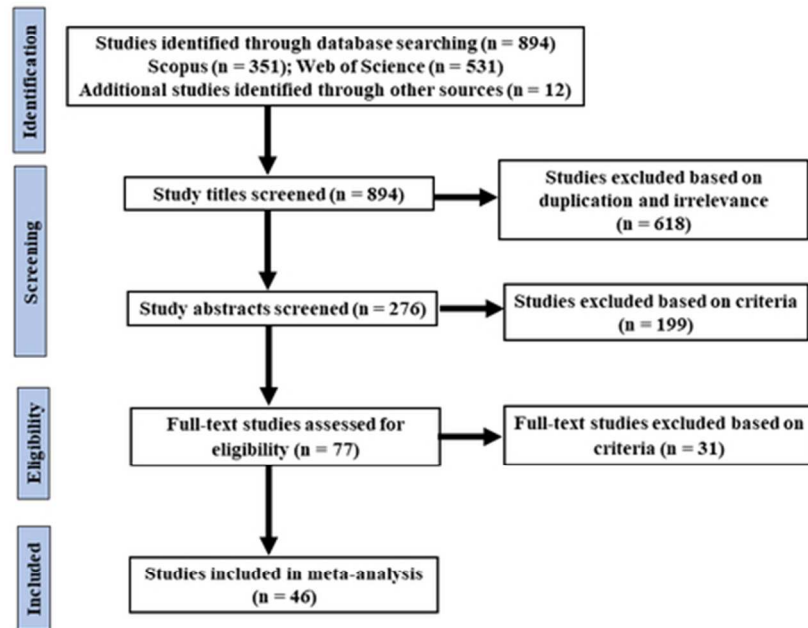 Identification
Studies identified through database searching (n = 894)
Scopus (n = 351); Web of Science (n = 531)
Additional studies identified through other sources (n = 12)
Screening
Study titles screened (n = 894)
Studies excluded based on
duplication and irrelevance
(n = 618)
Study abstracts screened (n = 276)
Studies excluded based on criteria
(n = 199)
Eligibility
Full-text studies assessed for
eligibility (n = 77)
Full-text studies excluded based on
criteria (n = 31)
Included
Studies included in meta-analysis
(n = 46)